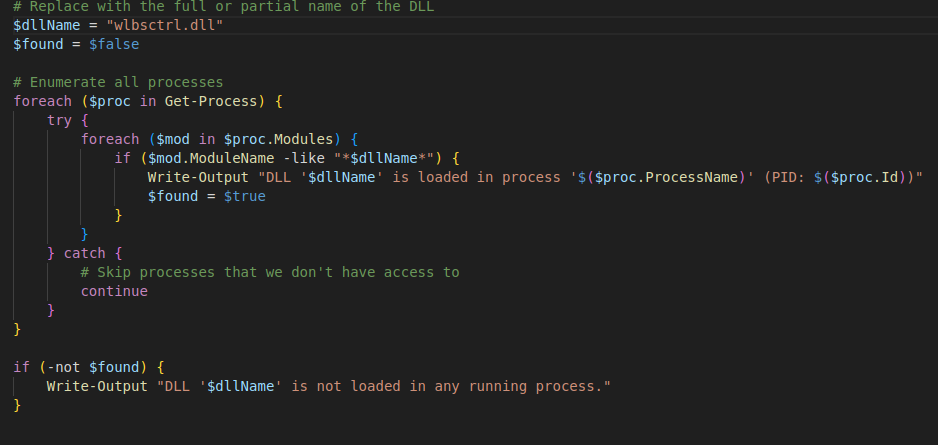 # Replace with the full or partial name of the DLL
$dllName = "wlbsctrl.dll"
$found = $false

# Enumerate all processes
foreach ($proc in Get-Process) {
    try {
        foreach ($mod in $proc.Modules) {
            if ($mod.ModuleName -like "*$dllName*") {
                Write-Output "DLL '$dllName' is loaded in process '$($proc.ProcessName)' (PID: $($proc.Id))"
                $found = $true
            }
        }
    } catch {
        # Skip processes that we don't have access to
        continue
    }
}

if (-not $found) {
    Write-Output "DLL '$dllName' is not loaded in any running process."
}